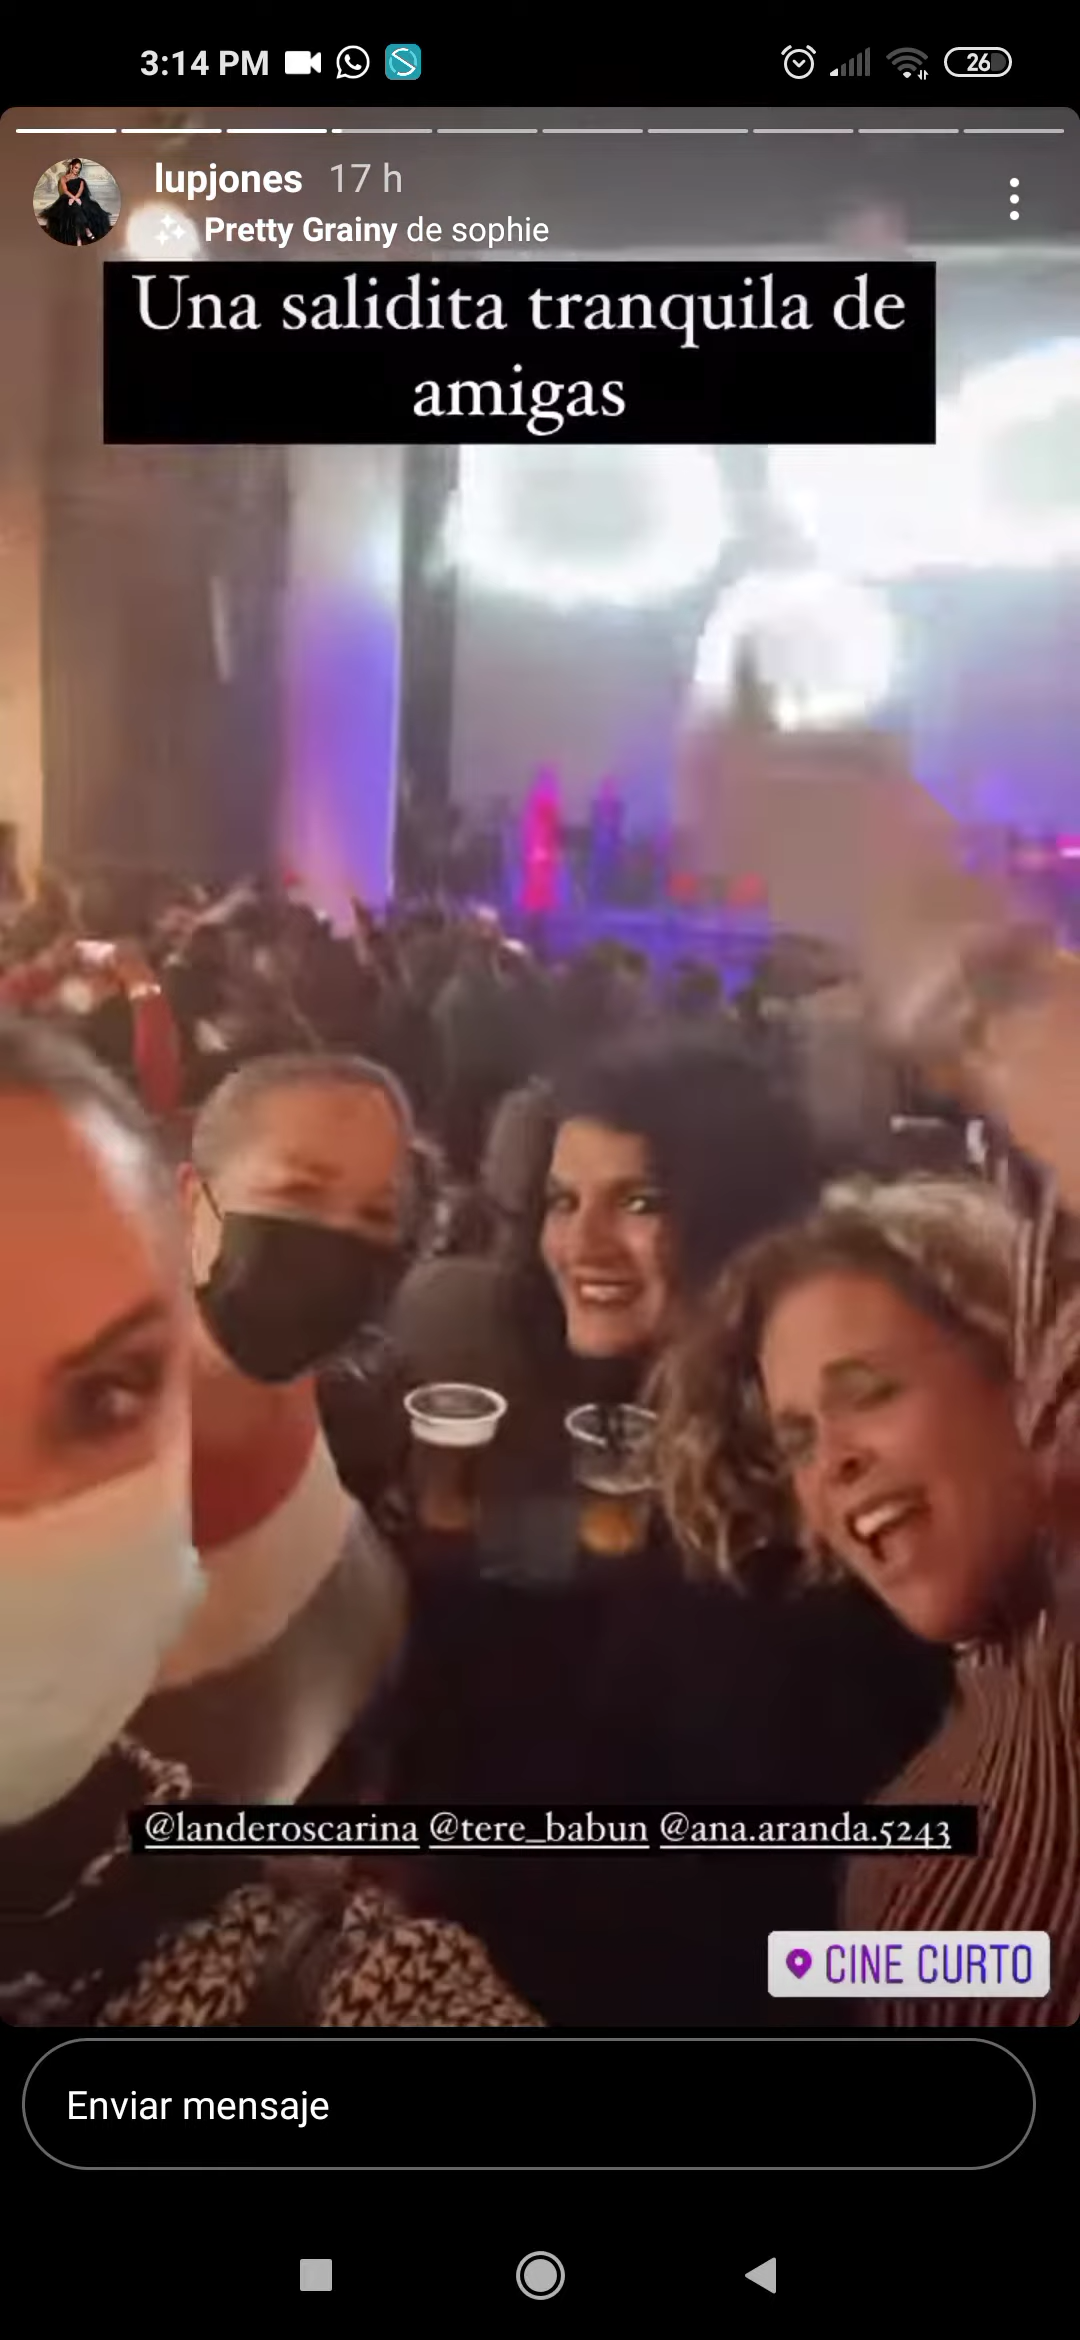 3:14 PM
26
lupjones 17 h
Pretty Grainy de sophie
Una salidita tranquila de
amigas
@landeroscarina @tere_babun @ana.aranda.5243
CINE CURTO
Enviar mensaje